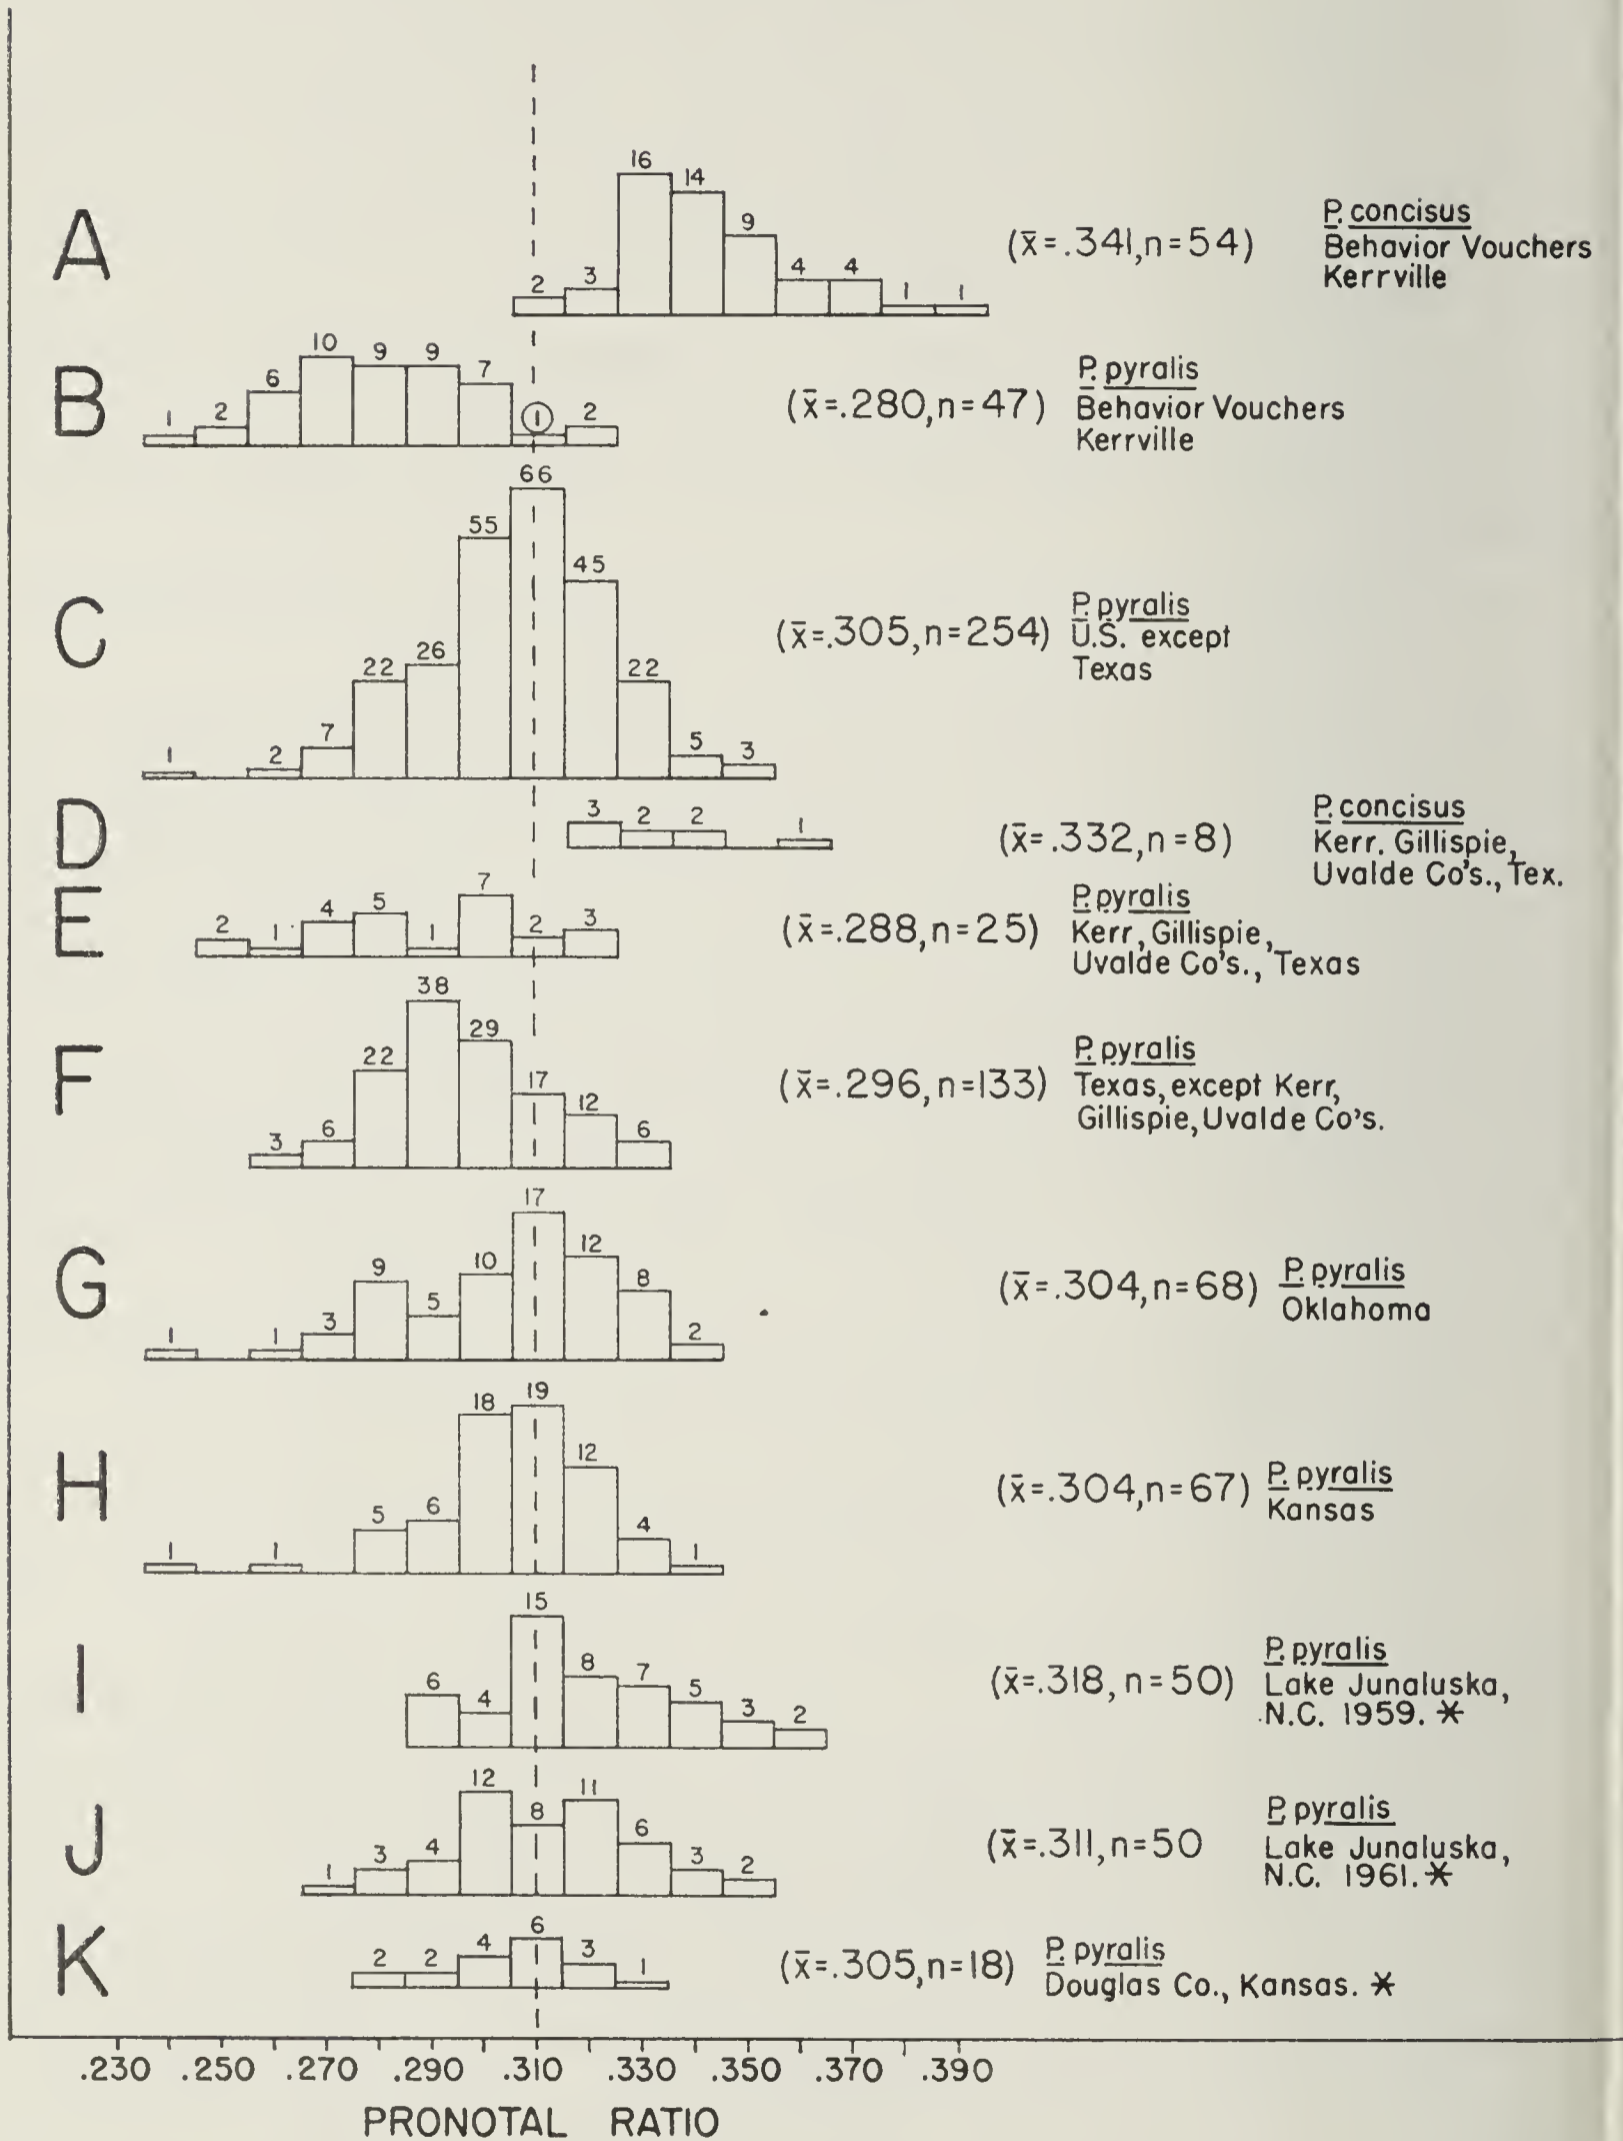 16
14
9
4 4
2 3 1 1
A (x̄=.341,n=54) P. concisus
Behavior Vouchers
Kerrville
10 9 9
6 7
1 2 1 2
B (x̄=.280,n=47) P. pyralis
Behavior Vouchers
Kerrville
66
55
45
22 26 22
1 2 7 5 3
C (x̄=.305,n=254) P. pyralis
U.S. except
Texas
3 2 2 1
D (x̄=.332,n=8) P. concisus
Kerr. Gillispie,
Uvalde Co's., Tex.
2 1 4 5 1 7 2 3
E (x̄=.288,n=25) P. pyralis
Kerr, Gillispie,
Uvalde Co's., Texas
38
29
22
17 12
3 6 6
F (x̄=.296,n=133) P. pyralis
Texas, except Kerr,
Gillispie, Uvalde Co's.
17
12
9 10 8
5
1 1 3 2
G (x̄=.304,n=68) P. pyralis
Oklahoma
18 19
12
5 6 4
1 1 1
H (x̄=.304,n=67) P. pyralis
Kansas
15
6 4 8 7 5 3 2
I (x̄=.318,n=50) P. pyralis
Lake Junaluska,
N.C. 1959. *
12 11
8
1 3 4 6 3 2
J (x̄=.311,n=50 P. pyralis
Lake Junaluska,
N.C. 1961. *
2 2 4 6 3 1
K (x̄=.305,n=18) P. pyralis
Douglas Co., Kansas. *
.230 .250 .270 .290 .310 .330 .350 .370 .390
PRONOTAL RATIO